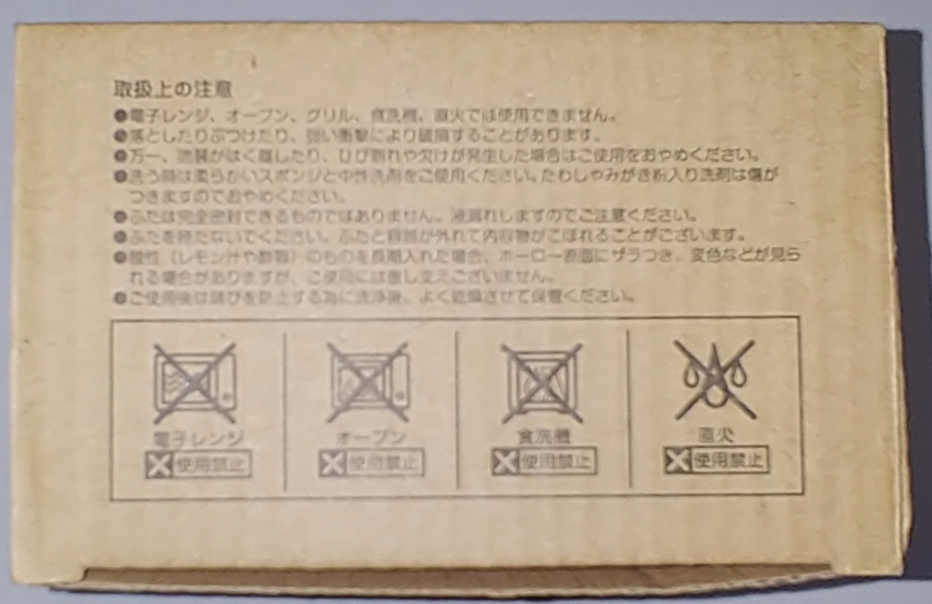 取扱上の注意
●電子レンジ、オーブン、グリル、食洗機、直火では使用できません。
●落としたりぶつけたり、強い衝撃により破損することがあります。
●万一、塗装がはく離したり、ひび割れや欠けが発生した場合はご使用をおやめください。
●洗う時は柔らかいスポンジと中性洗剤をご使用ください。たわしやみがき粉入り洗剤は傷が
つきますのでおやめください。
●ふたは完全密封できるものではありません。液漏れしますのでご注意ください。
●ふたを持たないでください。ふたと容器が外れて内容物がこぼれることがございます。
●酸性（レモン汁や酢等）のものを長期入れた場合、ホーロー表面にザラつき、変色などが見ら
れる場合がありますが、ご使用には差し支えございません。
●ご使用後は錆びを防止する為に洗浄後、よく乾燥させて保管ください。
電子レンジ オーブン 食洗機 直火
使用禁止 使用禁止 使用禁止 使用禁止